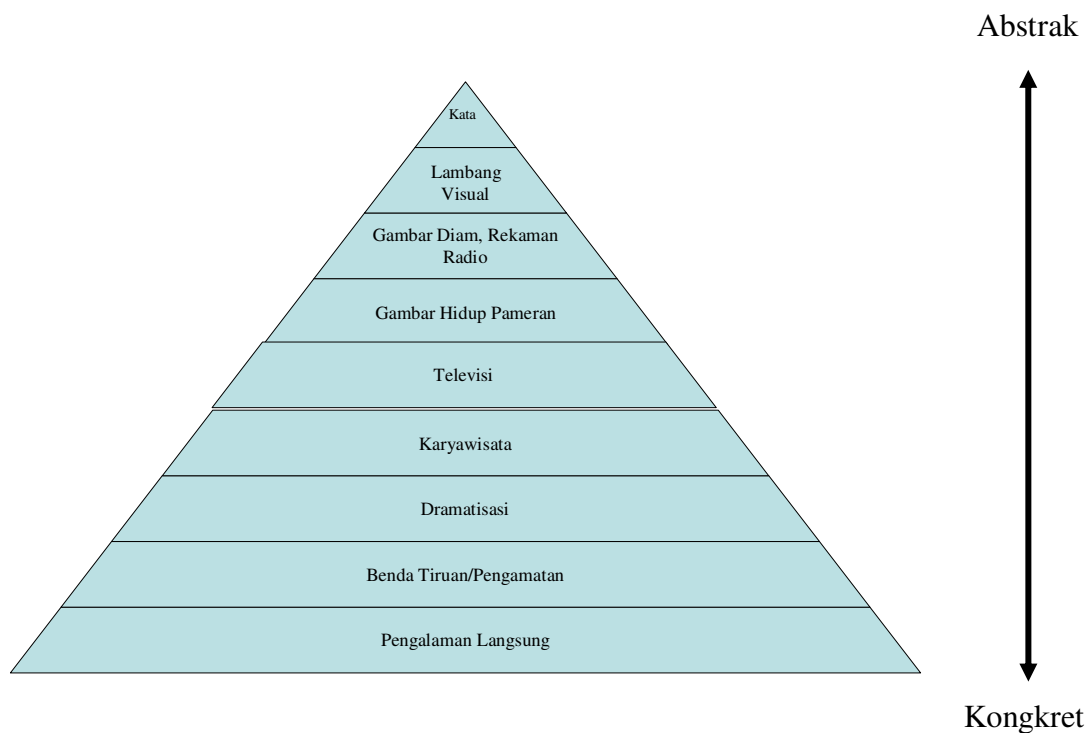 Abstrak
Kata
Lambang
Visual
Gambar Diam, Rekaman
Radio
Gambar Hidup Pameran
Televisi
Karyawisata
Dramatisasi
Benda Tiruan/Pengamatan
Pengalaman Langsung
Kongkret